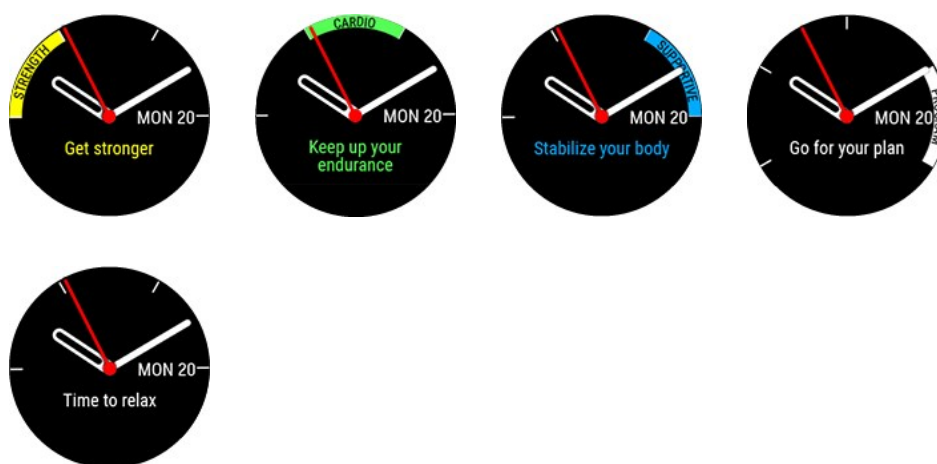 STRENGTH
MON 20
Get stronger
CARDIO
MON 20
Keep up your
endurance
SUPPORTIVE
MON 20
Stabilize your body
MON 20
Go for your plan
MON 20
Time to relax